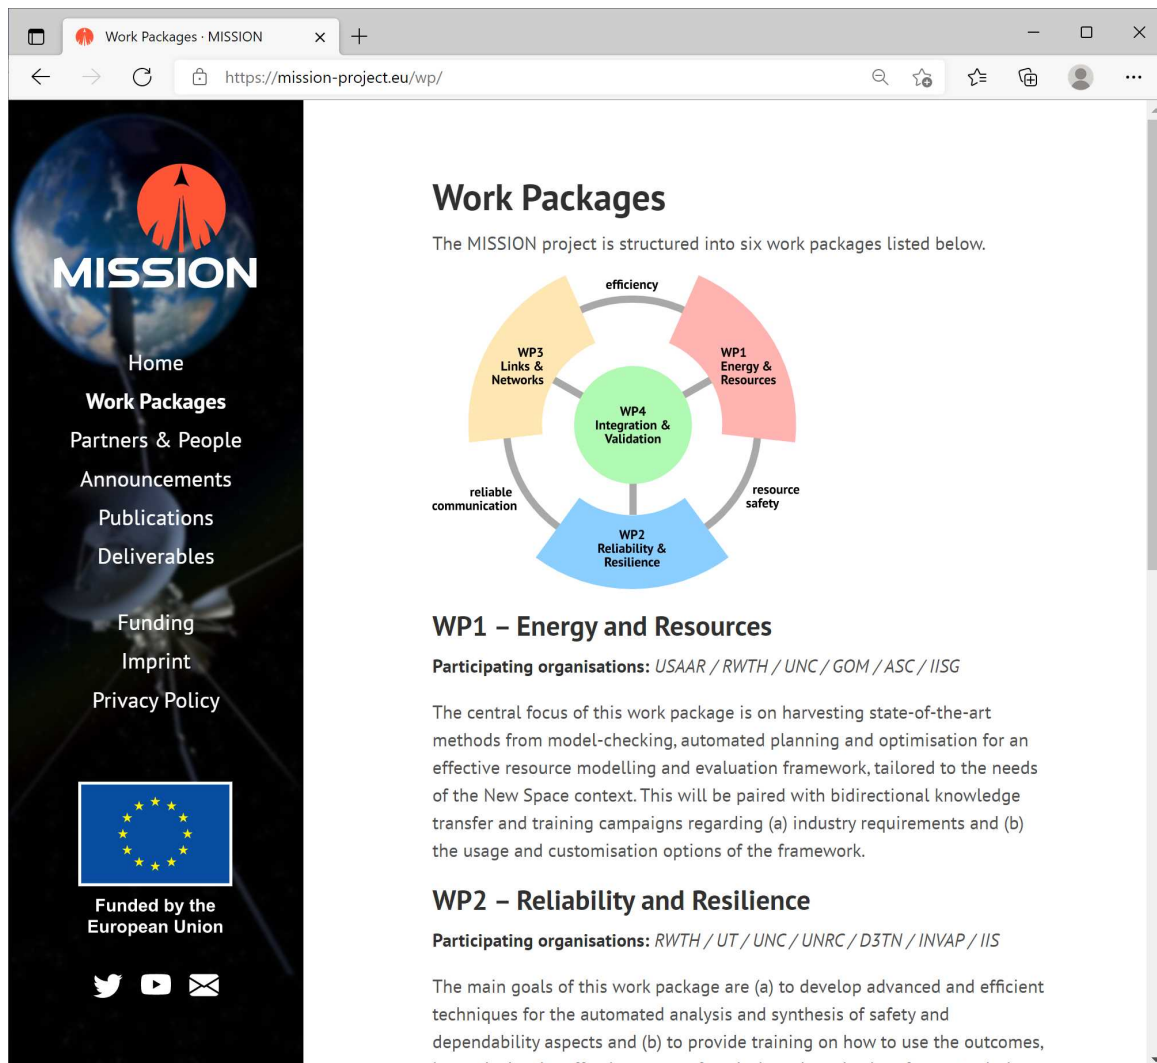 Work Packages · MISSION
https://mission-project.eu/wp/
MISSION
Home
Work Packages
Partners & People
Announcements
Publications
Deliverables
Funding
Imprint
Privacy Policy
Funded by the
European Union
Work Packages
The MISSION project is structured into six work packages listed below.
efficiency
WP3
Links &
Networks
WP1
Energy &
Resources
WP4
Integration &
Validation
reliable
communication
resource
safety
WP2
Reliability &
Resilience
WP1 – Energy and Resources
Participating organisations: USAAR / RWTH / UNC / GOM / ASC / IISG
The central focus of this work package is on harvesting state-of-the-art
methods from model-checking, automated planning and optimisation for an
effective resource modelling and evaluation framework, tailored to the needs
of the New Space context. This will be paired with bidirectional knowledge
transfer and training campaigns regarding (a) industry requirements and (b)
the usage and customisation options of the framework.
WP2 – Reliability and Resilience
Participating organisations: RWTH / UT / UNC / UNRC / D3TN / INVAP / IIS
The main goals of this work package are (a) to develop advanced and efficient
techniques for the automated analysis and synthesis of safety and
dependability aspects and (b) to provide training on how to use the outcomes,